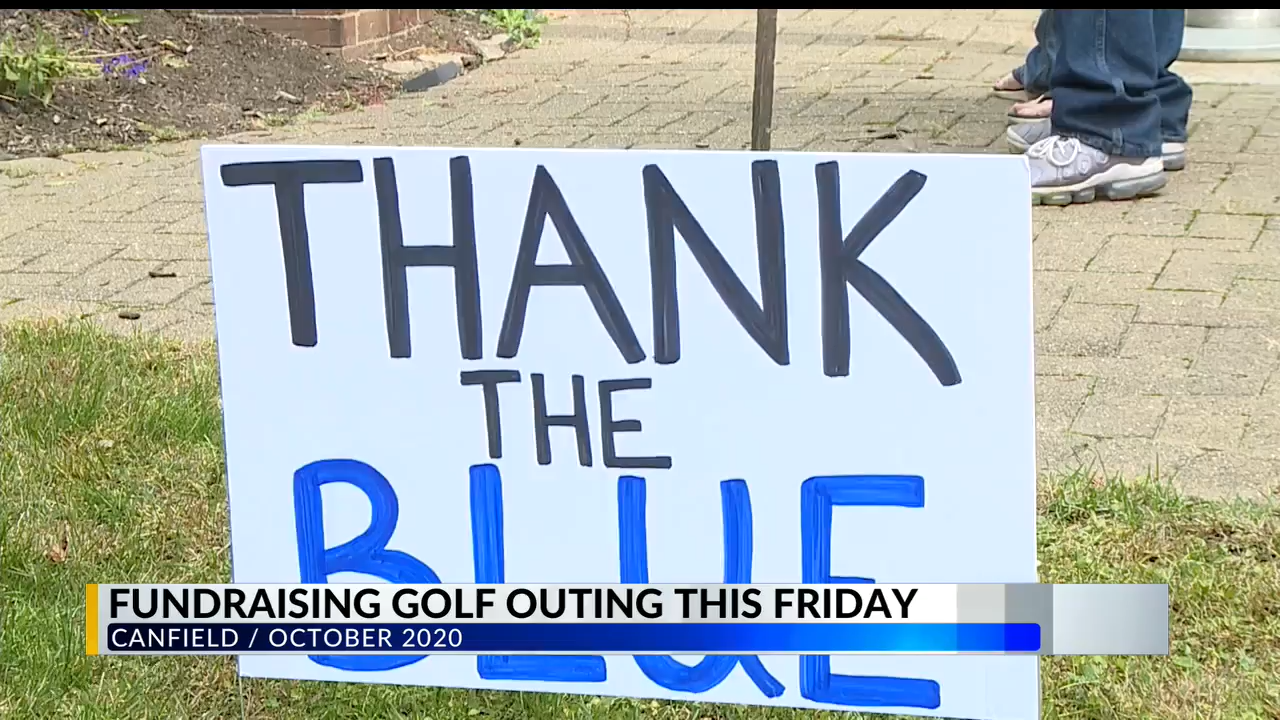 THANK
THE
BLUE
FUNDRAISING GOLF OUTING THIS FRIDAY
CANFIELD / OCTOBER 2020